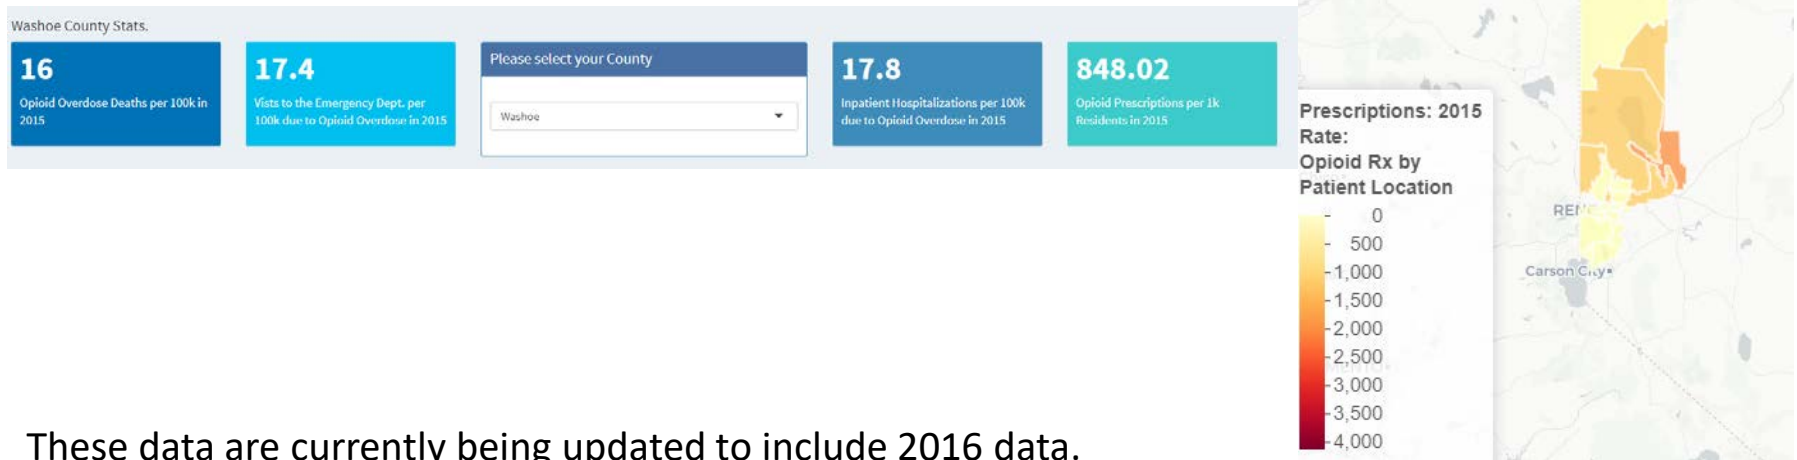 Washoe County Stats.
16
Opioid Overdose Deaths per 100k in
2015
17.4
Vists to the Emergency Dept. per
100k due to Opioid Overdose in 2015
Please select your County
Washoe
17.8
Inpatient Hospitalizations per 100k
due to Opioid Overdose in 2015
848.02
Opioid Prescriptions per 1k
Residents in 2015
Prescriptions: 2015
Rate:
Opioid Rx by
Patient Location
0
500
1,000
1,500
2,000
2,500
3,000
3,500
4,000
Carson City
These data are currently being updated to include 2016 data.